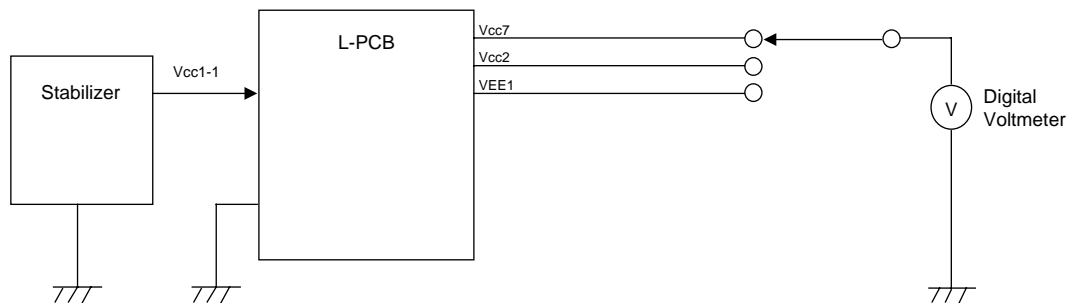 Vcc7
L-PCB
Vcc2
Vcc1-1
Stabilizer
VEE1
Digital
Voltmeter
V